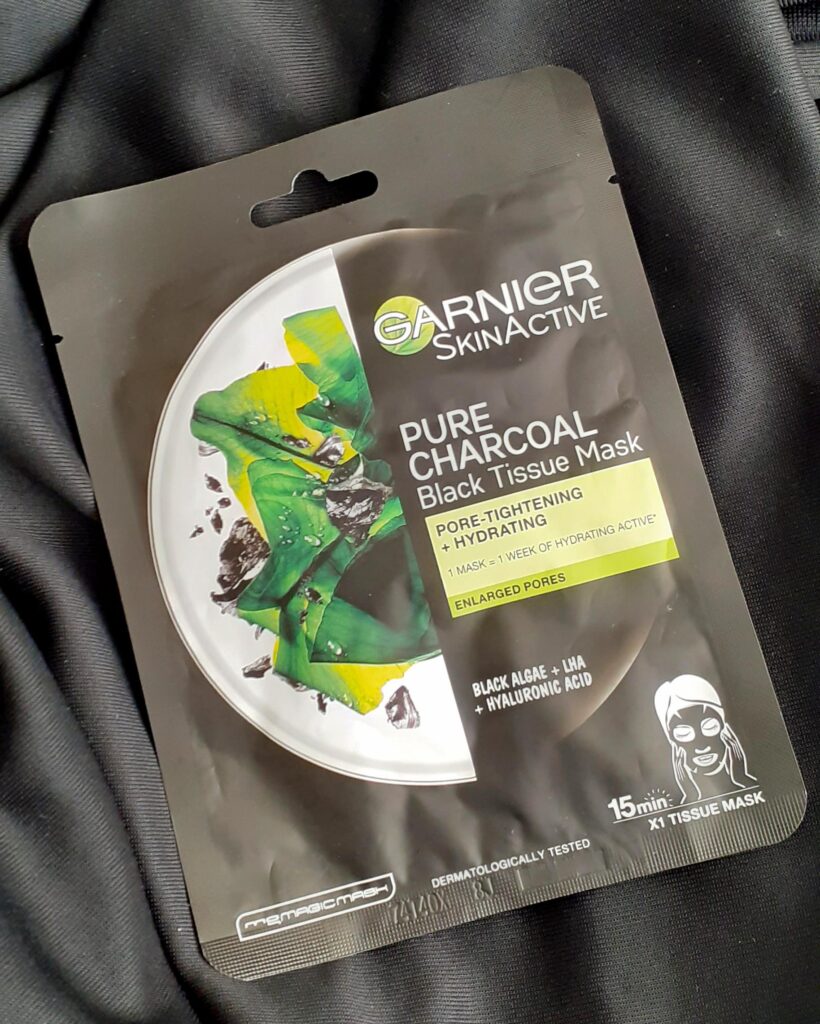 GARNIER
SKINACTIVE
PURE
CHARCOAL
Black Tissue Mask
PORE-TIGHTENING
+ HYDRATING
1 MASK = 1 WEEK OF HYDRATING ACTIVE*
ENLARGED PORES
BLACK ALGAE + LHA
+ HYALURONIC ACID
15min
X1 TISSUE MASK
DERMATOLOGICALLY TESTED
MAGIC MASK